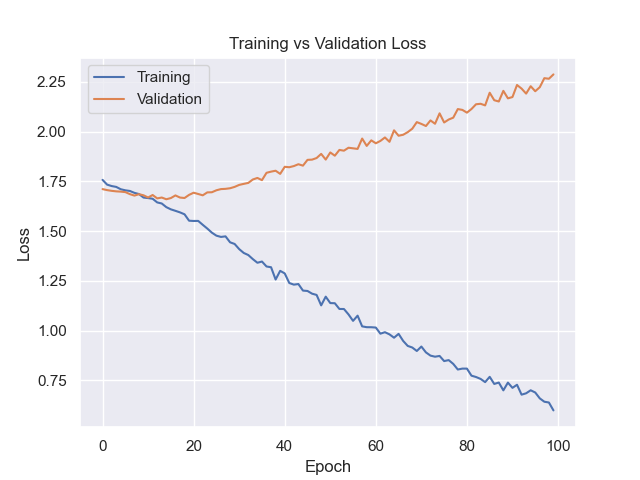 Training vs Validation Loss
Training
Validation
2.25
2.00
1.75
1.50
1.25
1.00
0.75
Loss
0 20 40 60 80 100
Epoch